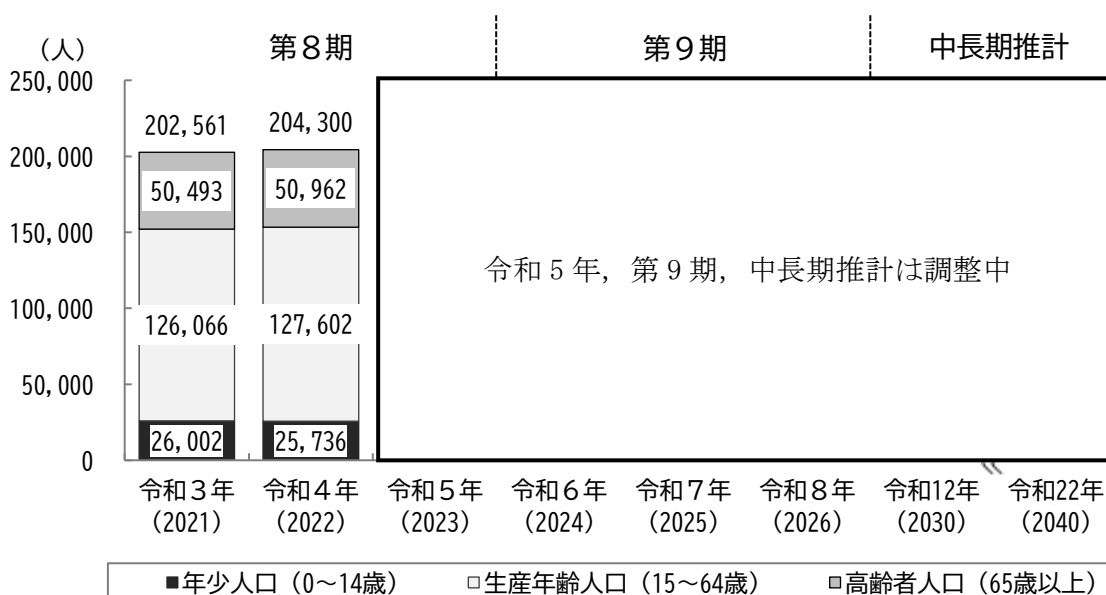 （人）
第８期 第９期 中長期推計
250,000
202,561 204,300
200,000
50,493 50,962
150,000
令和５年，第９期，中長期推計は調整中
100,000
126,066 127,602
50,000
26,002 25,736
0
令和３年 令和４年 令和５年 令和６年 令和７年 令和８年 令和12年 令和22年
（2021） （2022） （2023） （2024） （2025） （2026） （2030） （2040）
■年少人口（0～14歳） □生産年齢人口（15～64歳） ■高齢者人口（65歳以上）